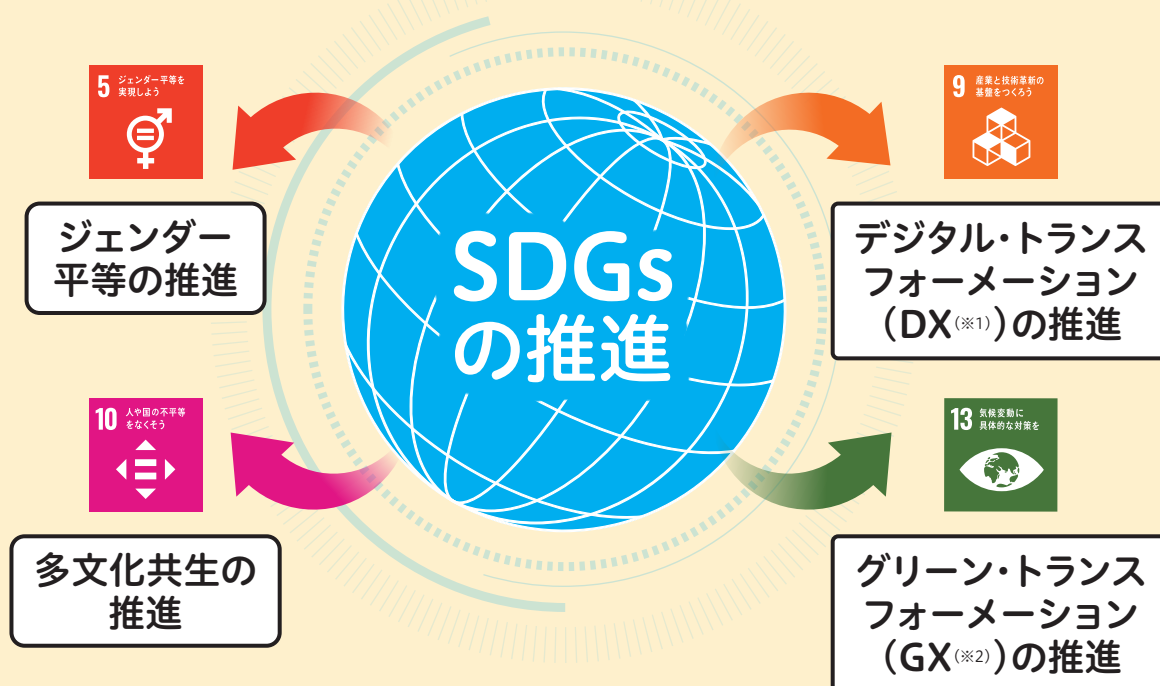 5 ジェンダー平等を
実現しよう
ジェンダー
平等の推進
9 産業と技術革新の
基盤をつくろう
デジタル・トランス
フォーメーション
(DX(※1))の推進
SDGs
の推進
10 人や国の不平等
をなくそう
多文化共生の
推進
13 気候変動に
具体的な対策を
グリーン・トランス
フォーメーション
(GX(※2))の推進